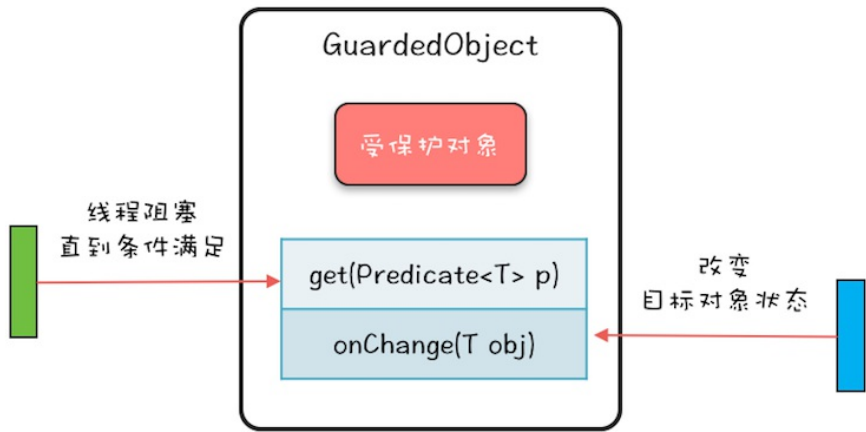 GuardedObject
受保护对象
线程阻塞
直到条件满足
get(Predicate<T> p)
改变
目标对象状态
onChange(T obj)